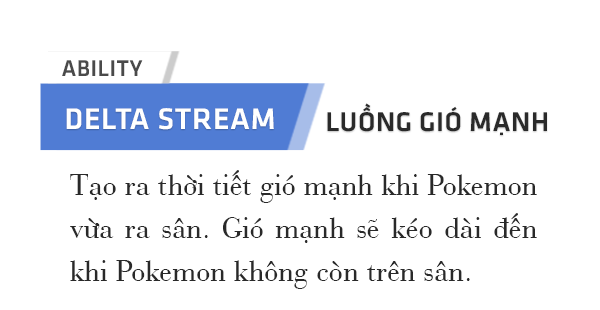 ABILITY
DELTA STREAM
LUỒNG GIÓ MẠNH
Tạo ra thời tiết gió mạnh khi Pokemon
vừa ra sân. Gió mạnh sẽ kéo dài đến
khi Pokemon không còn trên sân.